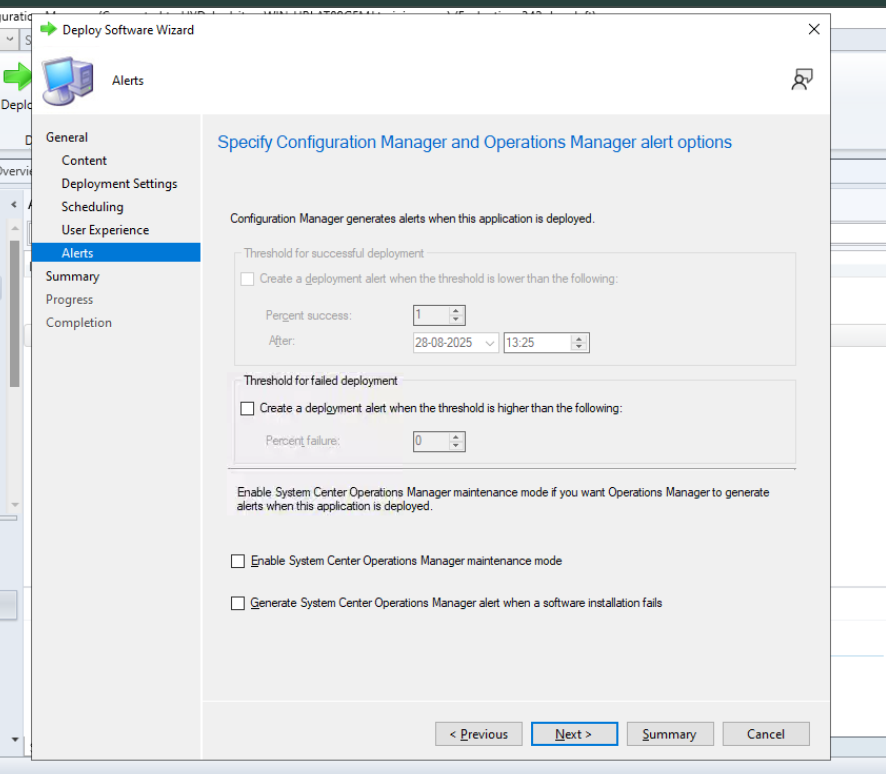 Deploy Software Wizard
Alerts
General
Content
Deployment Settings
Scheduling
User Experience
Alerts
Summary
Progress
Completion
Specify Configuration Manager and Operations Manager alert options
Configuration Manager generates alerts when this application is deployed.
Threshold for successful deployment
Create a deployment alert when the threshold is lower than the following:
Percent success:
1
After:
28-08-2025
13:25
Threshold for failed deployment
Create a deployment alert when the threshold is higher than the following:
Percent failure:
0
Enable System Center Operations Manager maintenance mode if you want Operations Manager to generate
alerts when this application is deployed.
Enable System Center Operations Manager maintenance mode
Generate System Center Operations Manager alert when a software installation fails
< Previous
Next >
Summary
Cancel